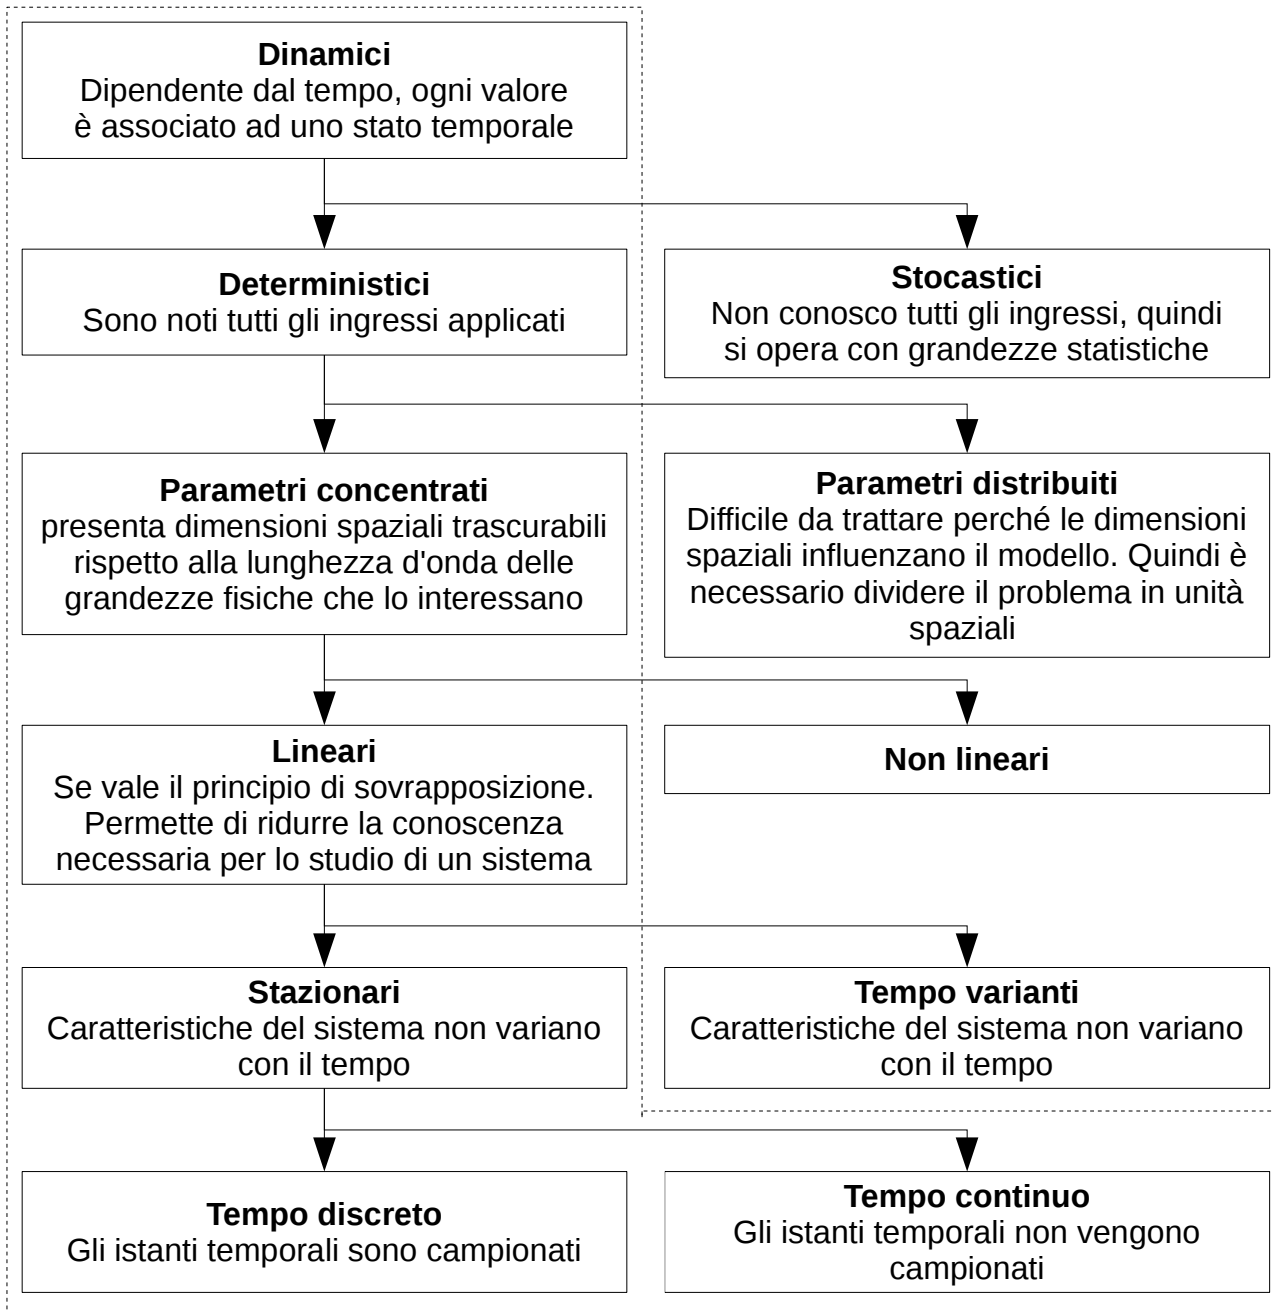 Dinamici
Dipendente dal tempo, ogni valore
è associato ad uno stato temporale
Deterministici
Sono noti tutti gli ingressi applicati
Stocastici
Non conosco tutti gli ingressi, quindi
si opera con grandezze statistiche
Parametri concentrati
presenta dimensioni spaziali trascurabili
rispetto alla lunghezza d'onda delle
grandezze fisiche che lo interessano
Parametri distribuiti
Difficile da trattare perché le dimensioni
spaziali influenzano il modello. Quindi è
necessario dividere il problema in unità
spaziali
Lineari
Se vale il principio di sovrapposizione.
Permette di ridurre la conoscenza
necessaria per lo studio di un sistema
Non lineari
Stazionari
Caratteristiche del sistema non variano
con il tempo
Tempo varianti
Caratteristiche del sistema non variano
con il tempo
Tempo discreto
Gli istanti temporali sono campionati
Tempo continuo
Gli istanti temporali non vengono
campionati